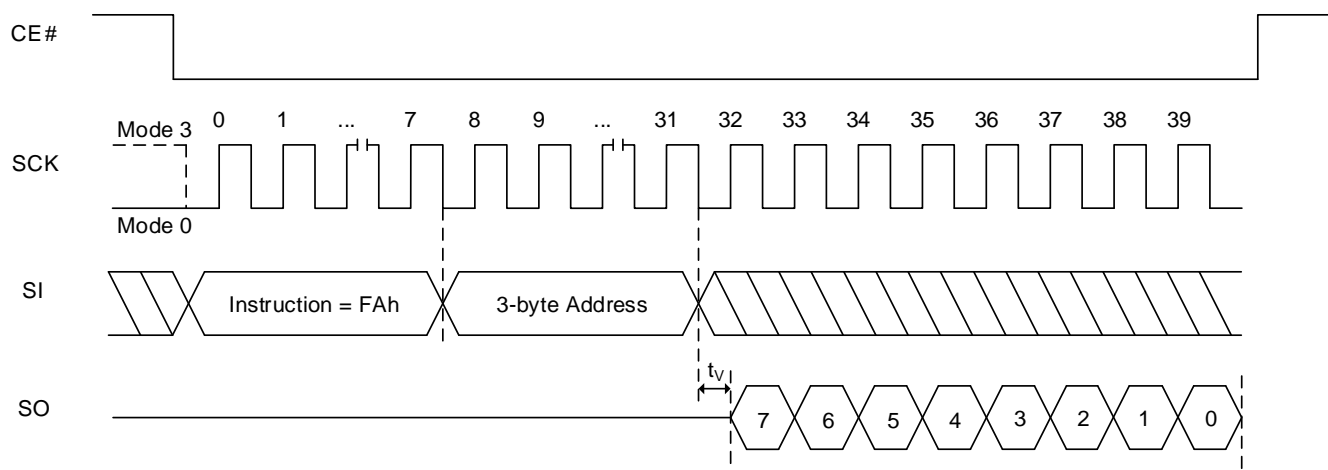 CE#
0 1 ... 7 8 9 ... 31 32 33 34 35 36 37 38 39
Mode 3
SCK
Mode 0
SI
Instruction = FAh
3-byte Address
tV
SO
7 6 5 4 3 2 1 0